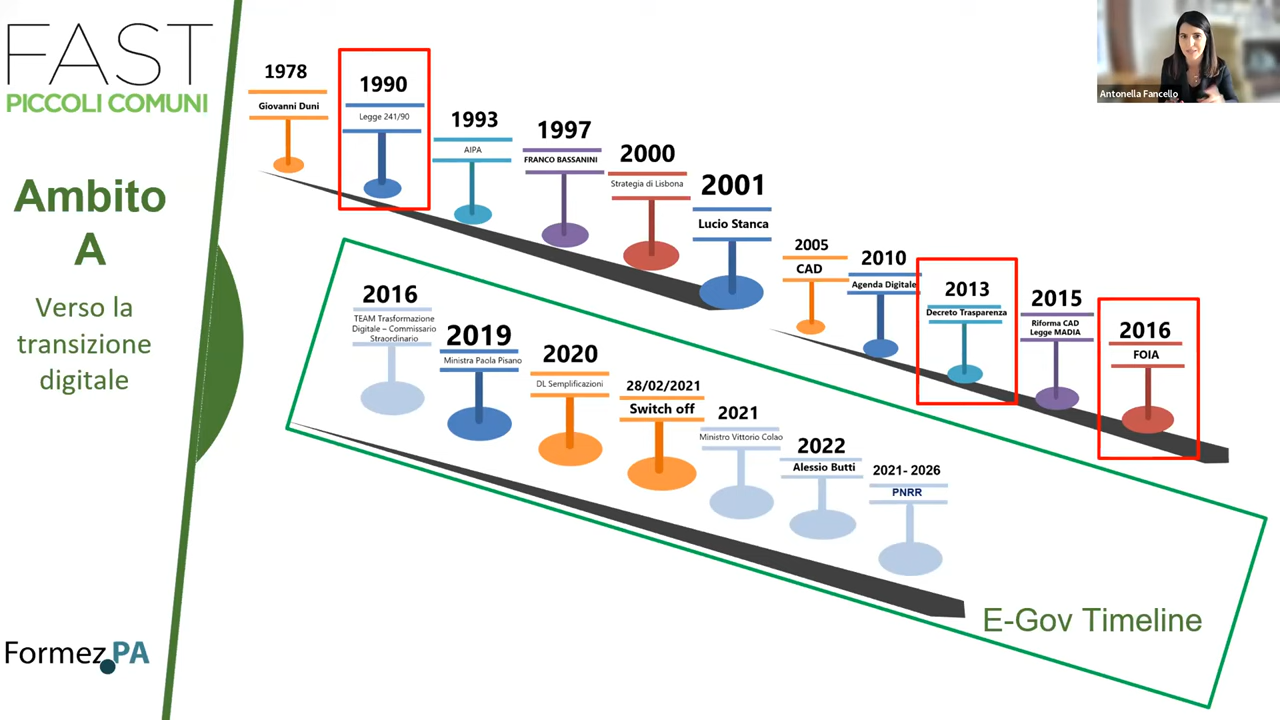 FAST
PICCOLI COMUNI
Ambito
A
Verso la
transizione
digitale
FormezPA
1978
Giovanni Duni
1990
Legge 241/90
1993
AIPA
1997
FRANCO BASSANINI
2000
Strategia di Lisbona
2001
Lucio Stanca
2005
CAD
2010
Agenda Digitale
2013
Decreto Trasparenza
2015
Riforma CAD
Legge MADIA
2016
FOIA
2016
TEAM Trasformazione
Digitale – Commissario
Straordinario
2019
Ministra Paola Pisano
2020
DL Semplificazioni
28/02/2021
Switch off
2021
Ministro Vittorio Colao
2022
Alessio Butti
2021- 2026
PNRR
E-Gov Timeline
Antonella Fancello